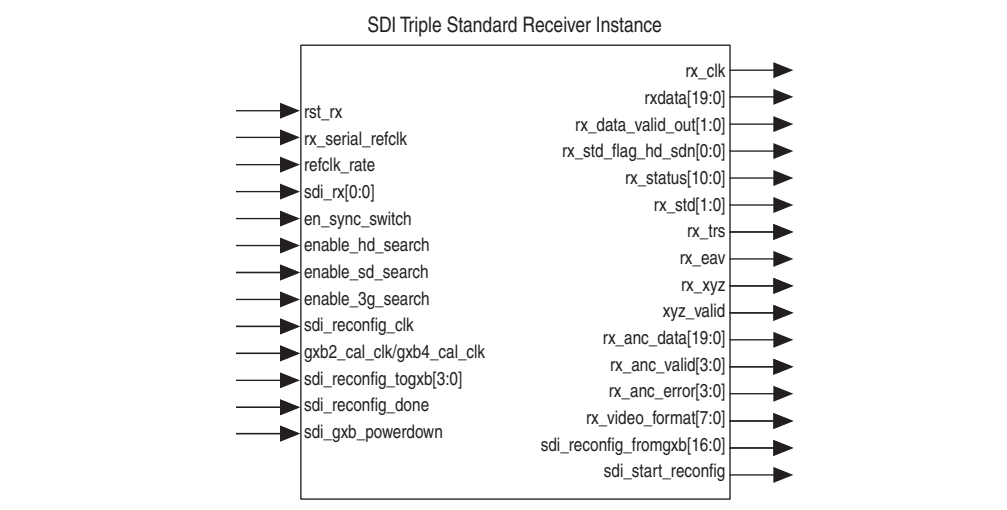 SDI Triple Standard Receiver Instance
rst_rx
rx_serial_refclk
refclk_rate
sdi_rx[0:0]
en_sync_switch
enable_hd_search
enable_sd_search
enable_3g_search
sdi_reconfig_clk
gxb2_cal_clk/gxb4_cal_clk
sdi_reconfig_togxb[3:0]
sdi_reconfig_done
sdi_gxb_powerdown
rx_clk
rxdata[19:0]
rx_data_valid_out[1:0]
rx_std_flag_hd_sdn[0:0]
rx_status[10:0]
rx_std[1:0]
rx_trs
rx_eav
rx_xyz
xyz_valid
rx_anc_data[19:0]
rx_anc_valid[3:0]
rx_anc_error[3:0]
rx_video_format[7:0]
sdi_reconfig_fromgxb[16:0]
sdi_start_reconfig